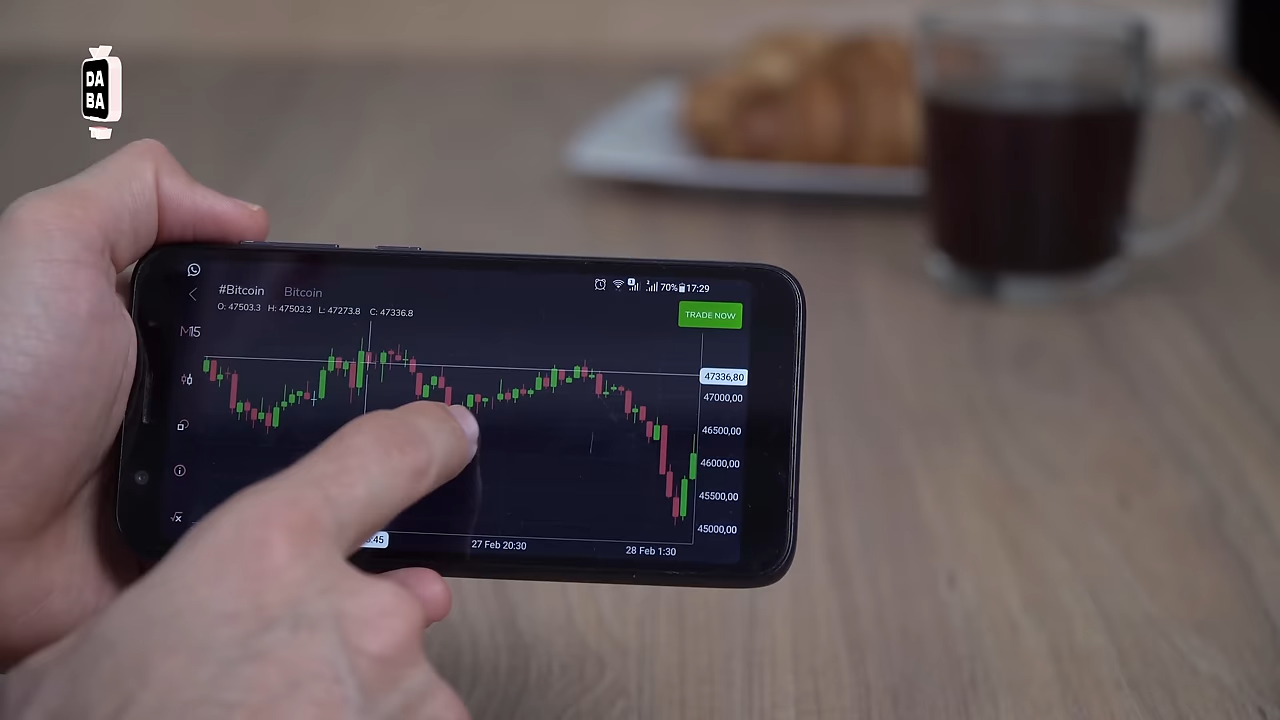 DA
BA
70% 17:29
#Bitcoin Bitcoin
O: 47503.3 H: 47503.3 L: 47273.8 C: 47336.8
TRADE NOW
M15
47336,80
47000,00
46500,00
46000,00
45500,00
45000,00
:45
27 Feb 20:30
28 Feb 1:30